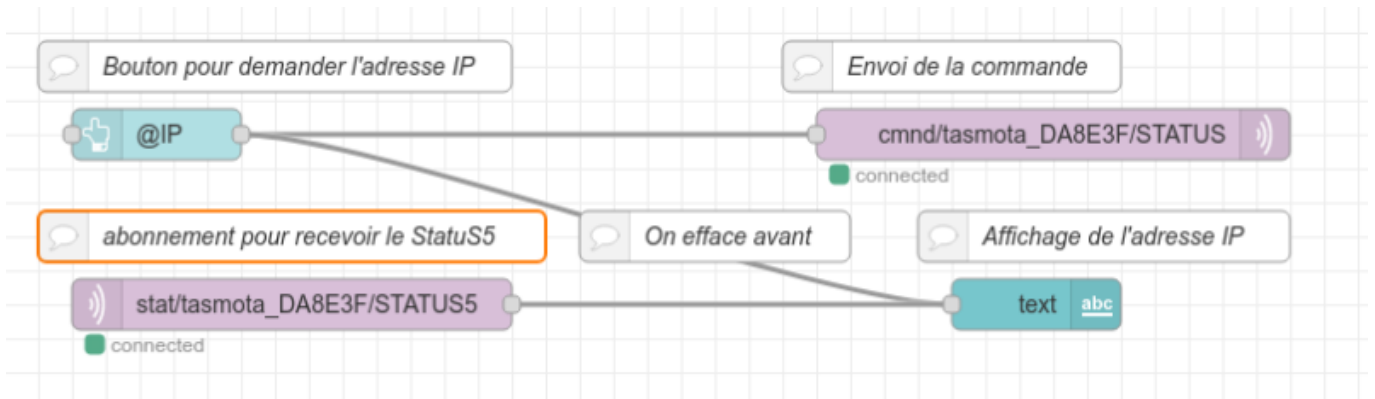 Bouton pour demander l'adresse IP
Envoi de la commande
@IP
cmnd/tasmota_DA8E3F/STATUS
connected
abonnement pour recevoir le StatuS5
On efface avant
Affichage de l'adresse IP
stat/tasmota_DA8E3F/STATUS5
text
abc
connected